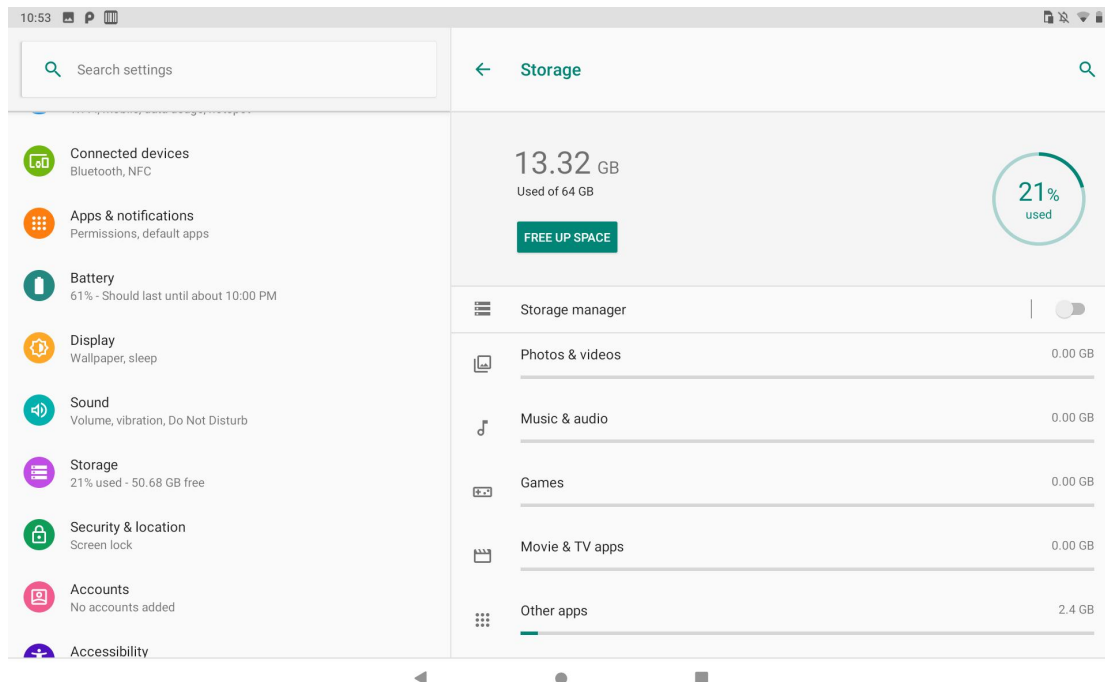 10:53
Search settings
Connected devices
Bluetooth, NFC
Apps & notifications
Permissions, default apps
Battery
61% - Should last until about 10:00 PM
Display
Wallpaper, sleep
Sound
Volume, vibration, Do Not Disturb
Storage
21% used - 50.68 GB free
Security & location
Screen lock
Accounts
No accounts added
Accessibility
Storage
13.32 GB
Used of 64 GB
21%
used
FREE UP SPACE
Storage manager
Photos & videos 0.00 GB
Music & audio 0.00 GB
Games 0.00 GB
Movie & TV apps 0.00 GB
Other apps 2.4 GB